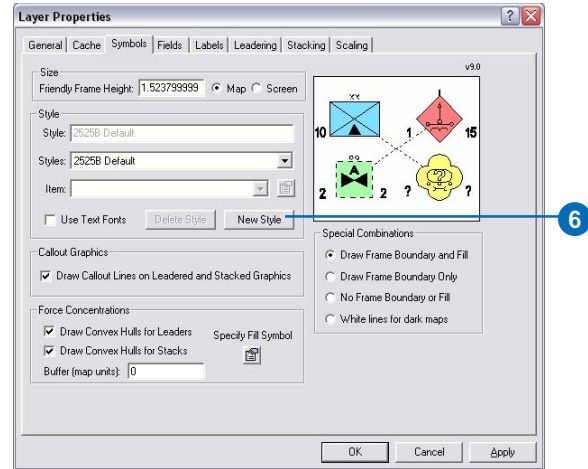 Layer Properties
General Cache Symbols Fields Labels Leadering Stacking Scaling
Size
Friendly Frame Height: 1.523799999 Map Screen
Style
Style: 2525B Default
Styles: 2525B Default
Item:
Use Text Fonts Delete Style New Style
Callout Graphics
Draw Callout Lines on Leadered and Stacked Graphics
Force Concentrations
Draw Convex Hulls for Leaders
Draw Convex Hulls for Stacks
Specify Fill Symbol
Buffer (map units): 0
v9.0
XX
10 1 15
A
2 2 ? ? ?
Special Combinations
Draw Frame Boundary and Fill
Draw Frame Boundary Only
No Frame Boundary or Fill
White lines for dark maps
6
OK Cancel Apply